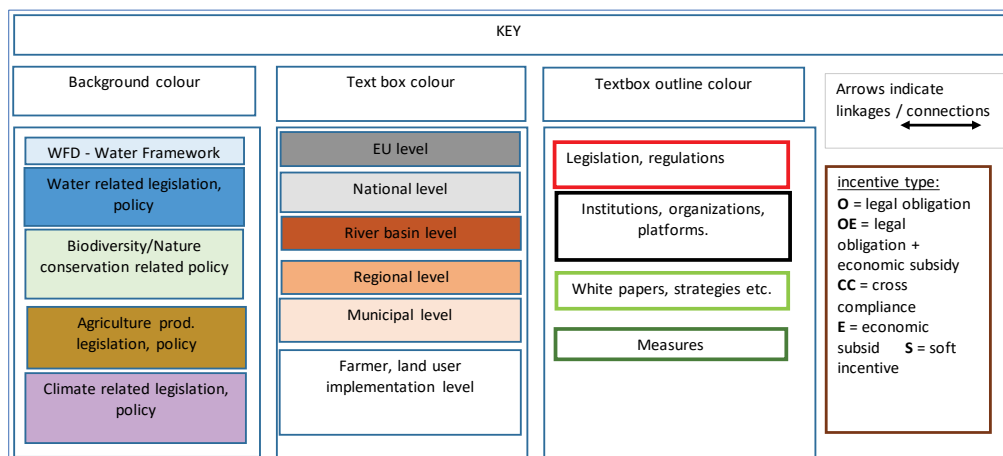 KEY
Background colour
Text box colour
Textbox outline colour
Arrows indicate
linkages / connections
WFD - Water Framework
Water related legislation,
policy
Biodiversity/Nature
conservation related policy
Agriculture prod.
legislation, policy
Climate related legislation,
policy
EU level
National level
River basin level
Regional level
Municipal level
Farmer, land user
implementation level
Legislation, regulations
Institutions, organizations,
platforms.
White papers, strategies etc.
Measures
incentive type:
O = legal obligation
OE = legal
obligation +
economic subsidy
CC = cross
compliance
E = economic
subsid S = soft
incentive